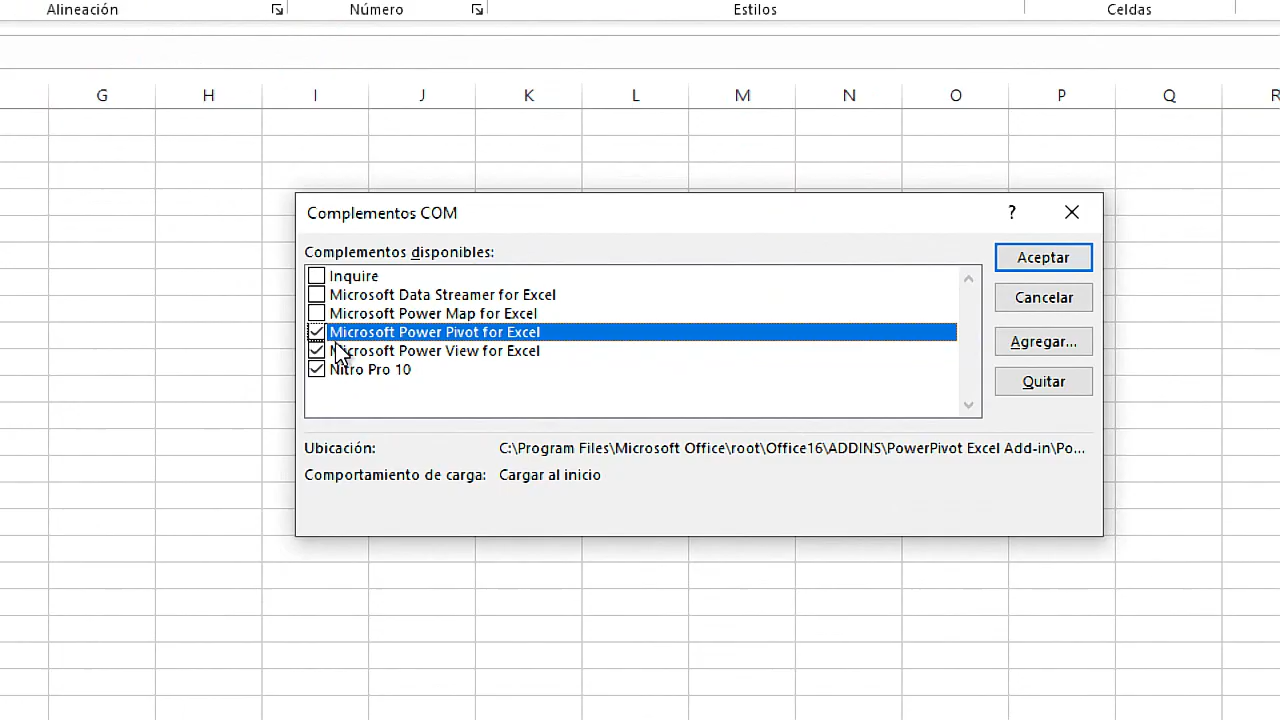 Alineación Número Estilos Celdas
G H I J K L M N O P Q R
Complementos COM ?
Complementos disponibles:
Inquire
Microsoft Data Streamer for Excel
Microsoft Power Map for Excel
Microsoft Power Pivot for Excel
Microsoft Power View for Excel
Nitro Pro 10
Aceptar
Cancelar
Agregar...
Quitar
Ubicación: C:\Program Files\Microsoft Office\root\Office16\ADDINS\PowerPivot Excel Add-in\Po...
Comportamiento de carga: Cargar al inicio